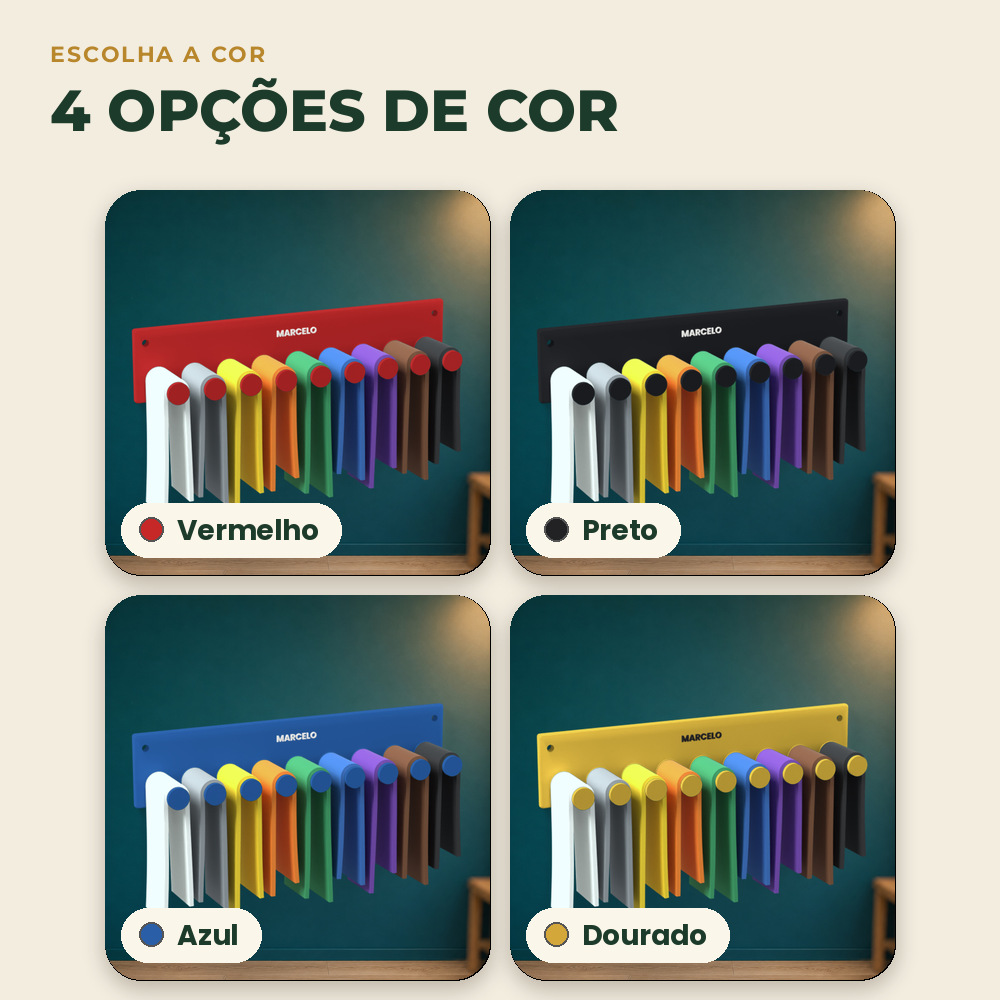 ESCOLHA A COR
4 OPÇÕES DE COR
MARCELO
MARCELO
Vermelho
Preto
MARCELO
MARCELO
Azul
Dourado